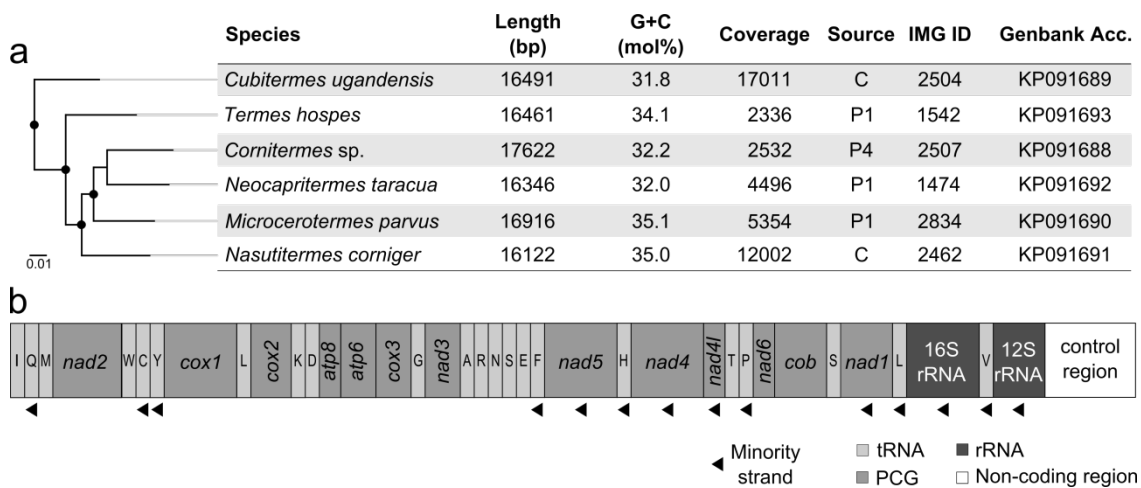 a
Species Length (bp) G+C (mol%) Coverage Source IMG ID Genbank Acc.
Cubitermes ugandensis 16491 31.8 17011 C 2504 KP091689
Termes hospes 16461 34.1 2336 P1 1542 KP091693
Cornitermes sp. 17622 32.2 2532 P4 2507 KP091688
Neocapritermes taracua 16346 32.0 4496 P1 1474 KP091692
Microcerotermes parvus 16916 35.1 5354 P1 2834 KP091690
Nasutitermes corniger 16122 35.0 12002 C 2462 KP091691
0.01
b
I Q M nad2 W C Y cox1 L cox2 K D atp8 atp6 cox3 G nad3 A R N S E F nad5 H nad4 nad4l T P nad6 cob S nad1 L 16S rRNA V 12S rRNA control region
Minority strand
tRNA rRNA
PCG Non-coding region